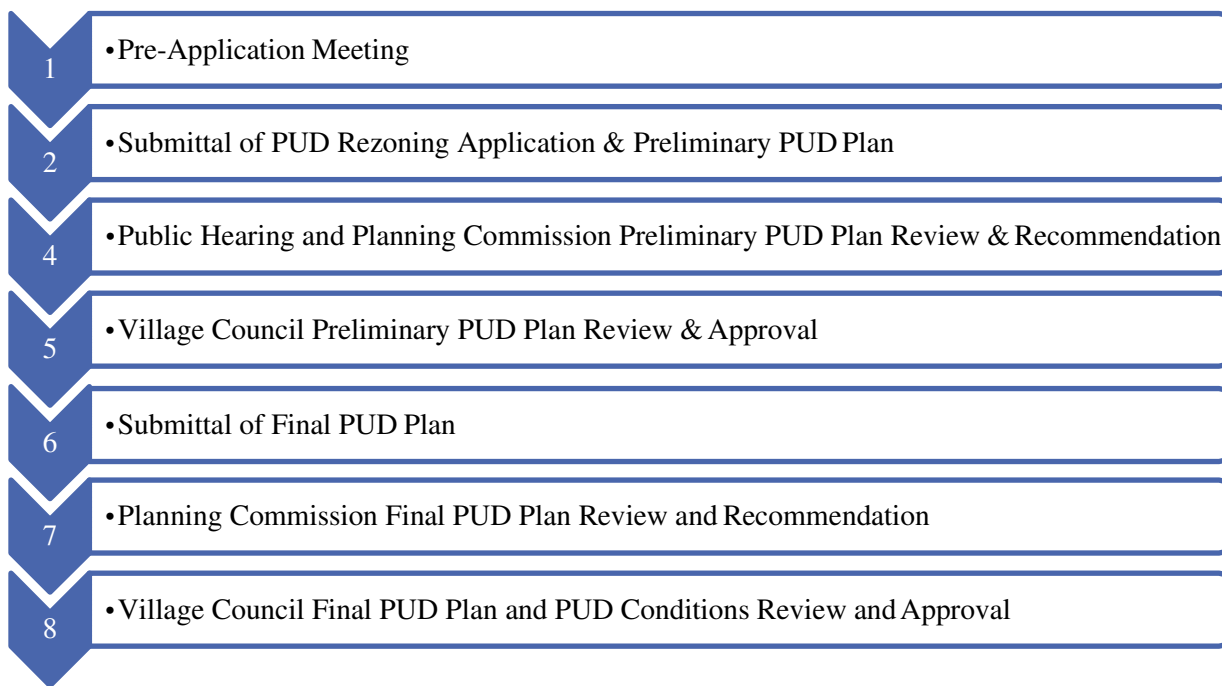 1 •Pre-Application Meeting
2 •Submittal of PUD Rezoning Application & Preliminary PUD Plan
4 •Public Hearing and Planning Commission Preliminary PUD Plan Review & Recommendation
5 •Village Council Preliminary PUD Plan Review & Approval
6 •Submittal of Final PUD Plan
7 •Planning Commission Final PUD Plan Review and Recommendation
8 •Village Council Final PUD Plan and PUD Conditions Review and Approval